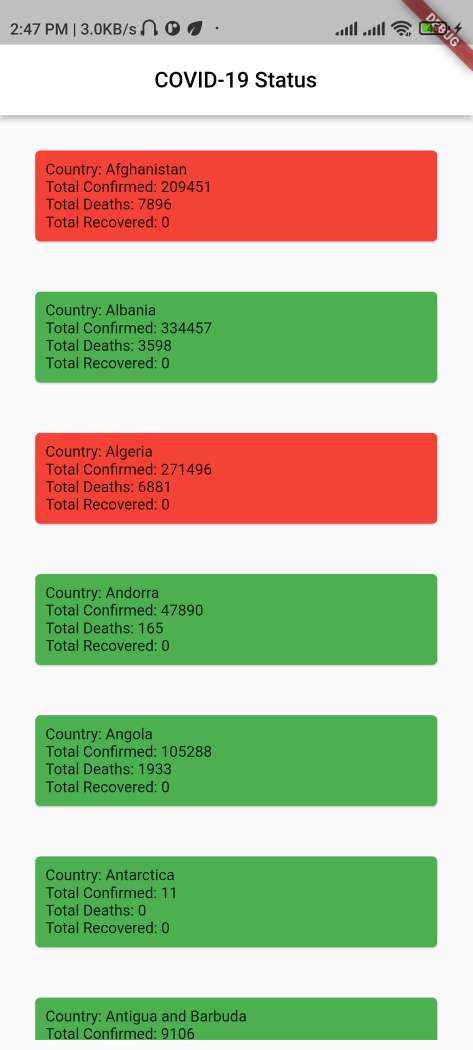 2:47 PM | 3.0KB/s
DEBUG
COVID-19 Status
Country: Afghanistan
Total Confirmed: 209451
Total Deaths: 7896
Total Recovered: 0
Country: Albania
Total Confirmed: 334457
Total Deaths: 3598
Total Recovered: 0
Country: Algeria
Total Confirmed: 271496
Total Deaths: 6881
Total Recovered: 0
Country: Andorra
Total Confirmed: 47890
Total Deaths: 165
Total Recovered: 0
Country: Angola
Total Confirmed: 105288
Total Deaths: 1933
Total Recovered: 0
Country: Antarctica
Total Confirmed: 11
Total Deaths: 0
Total Recovered: 0
Country: Antigua and Barbuda
Total Confirmed: 9106